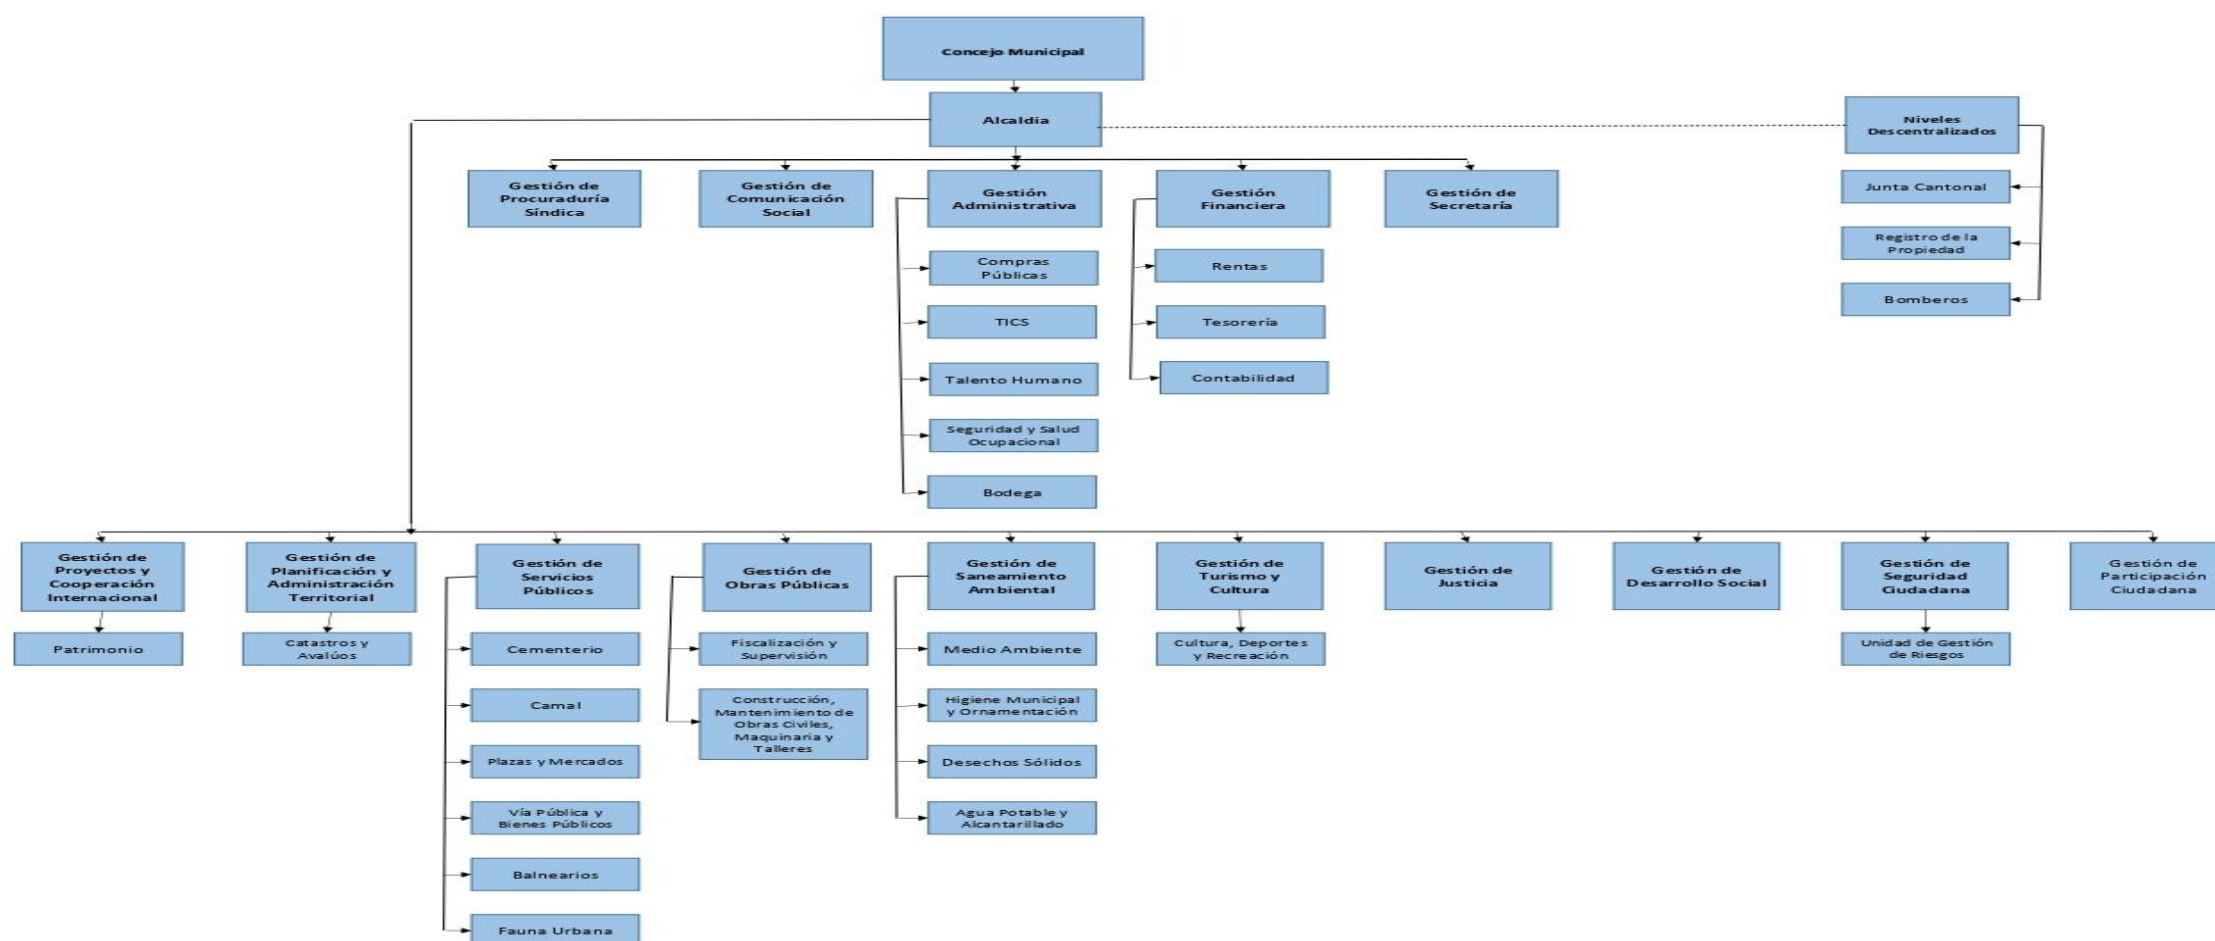 Concejo Municipal
Alcaldia
Niveles
Descentralizados
Junta Cantonal
Registro de la
Propiedad
Bomberos
Gestión de
Procuraduría
Síndica
Gestión de
Comunicación
Social
Gestión
Administrativa
Compras
Públicas
TICS
Talento Humano
Seguridad y Salud
Ocupacional
Bodega
Gestión
Financiera
Rentas
Tesorería
Contabilidad
Gestión de
Secretaría
Gestión de
Proyectos y
Cooperación
Internacional
Patrimonio
Gestión de
Planificación y
Administración
Territorial
Catastros y
Avalúos
Gestión de
Servicios
Públicos
Cementerio
Camal
Plazas y Mercados
Vía Pública y
Bienes Públicos
Balnearios
Fauna Urbana
Gestión de
Obras Públicas
Fiscalización y
Supervisión
Construcción,
Mantenimiento de
Obras Civiles,
Maquinaria y
Talleres
Gestión de
Saneamiento
Ambiental
Medio Ambiente
Higiene Municipal
y Ornamentación
Desechos Sólidos
Agua Potable y
Alcantarillado
Gestión de
Turismo y
Cultura
Cultura, Deportes
y Recreación
Gestión de
Justicia
Gestión de
Desarrollo Social
Gestión de
Seguridad
Ciudadana
Unidad de Gestión
de Riesgos
Gestión de
Participación
Ciudadana